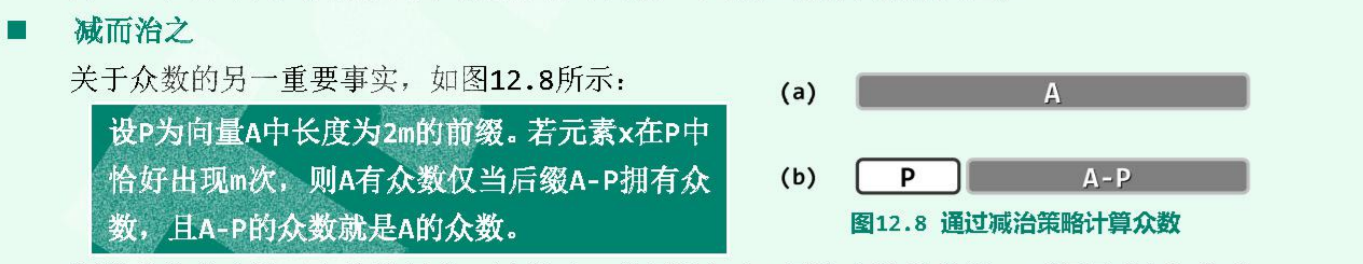 减而治之
关于众数的另一重要事实，如图12.8所示：
设P为向量A中长度为2m的前缀。若元素x在P中
恰好出现m次，则A有众数仅当后缀A-P拥有众
数，且A-P的众数就是A的众数。
(a) A
(b) P A-P
图12.8 通过减治策略计算众数